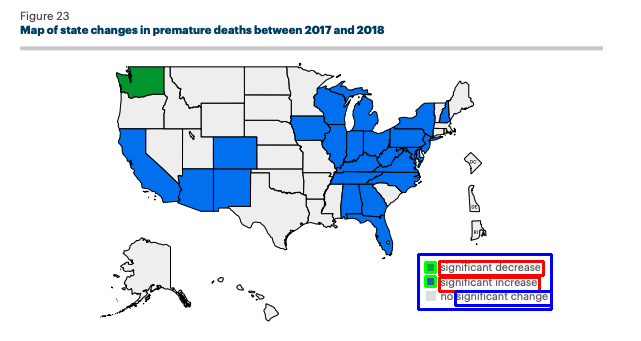 Figure 23
Map of state changes in premature deaths between 2017 and 2018
DC
DE
RI
significant decrease
significant increase
no significant change